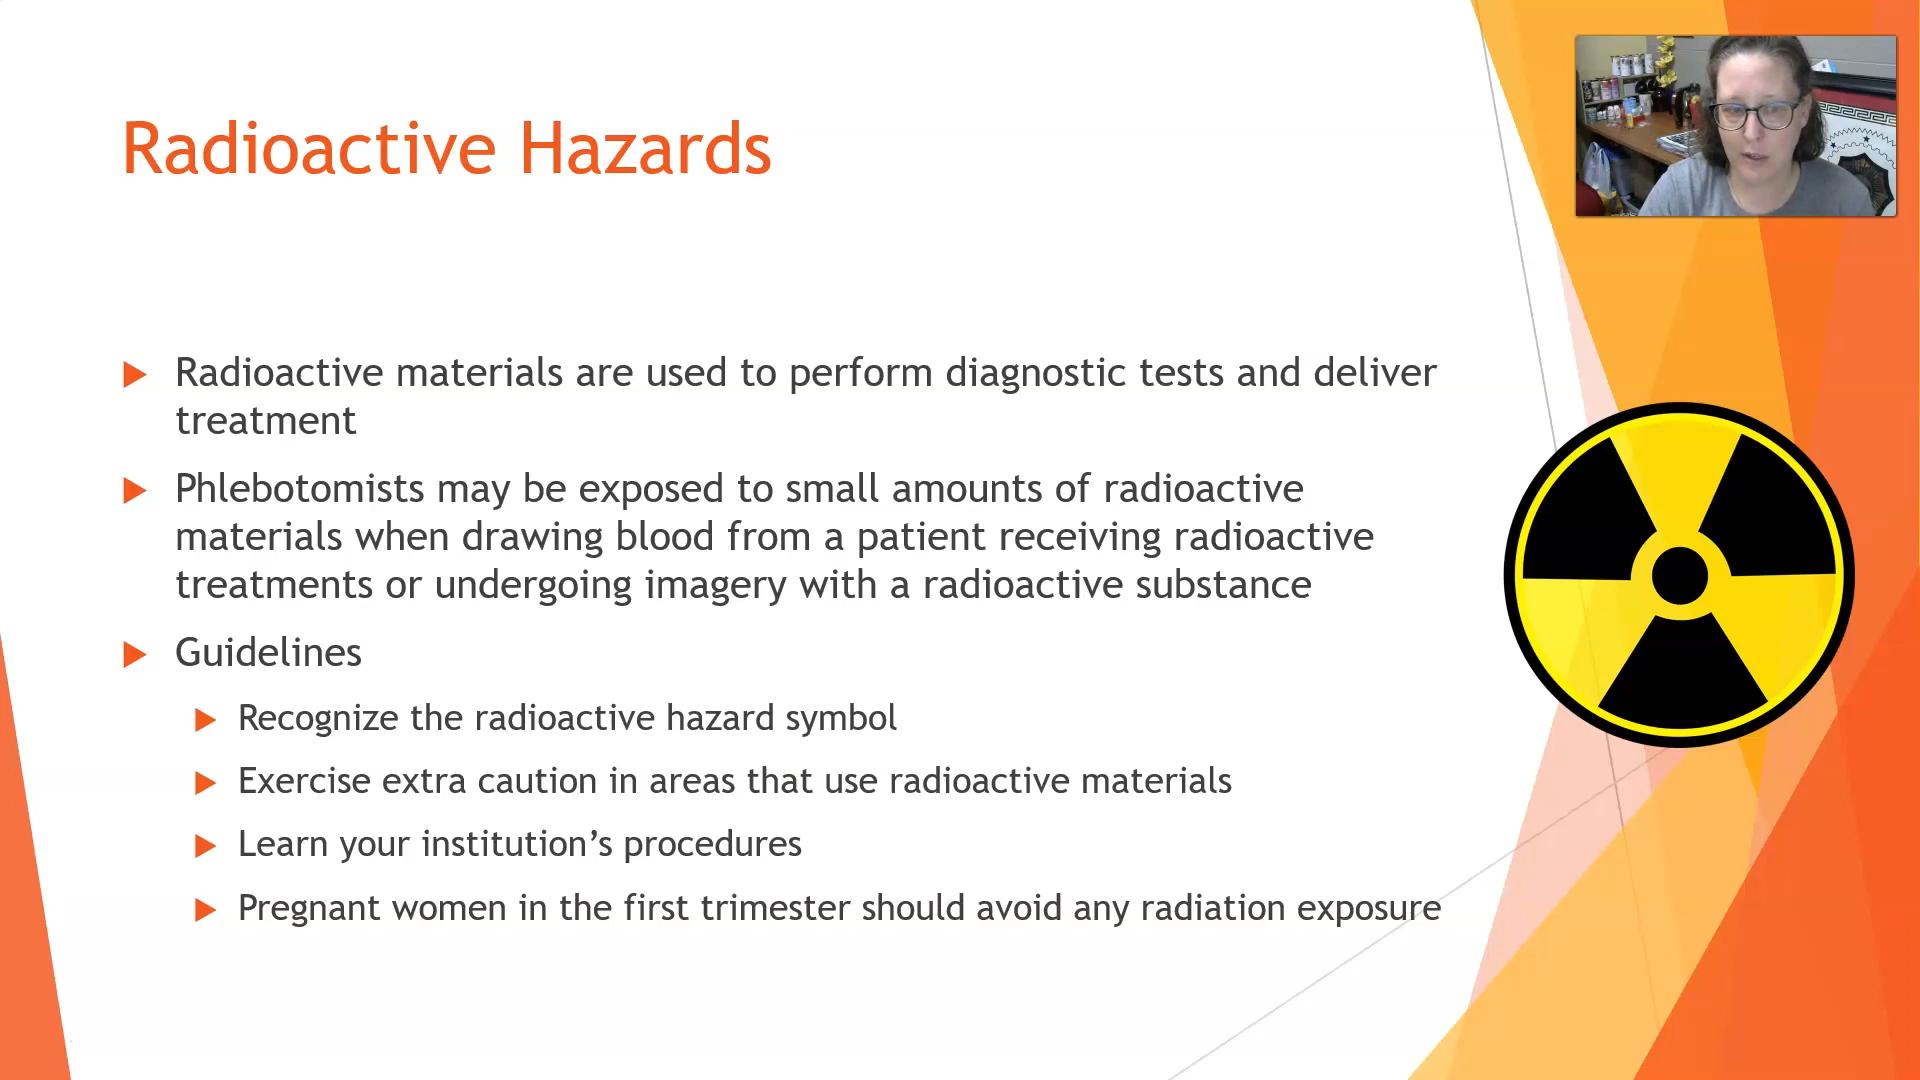 Radioactive Hazards
Radioactive materials are used to perform diagnostic tests and deliver
treatment
Phlebotomists may be exposed to small amounts of radioactive
materials when drawing blood from a patient receiving radioactive
treatments or undergoing imagery with a radioactive substance
Guidelines
Recognize the radioactive hazard symbol
Exercise extra caution in areas that use radioactive materials
Learn your institution’s procedures
Pregnant women in the first trimester should avoid any radiation exposure